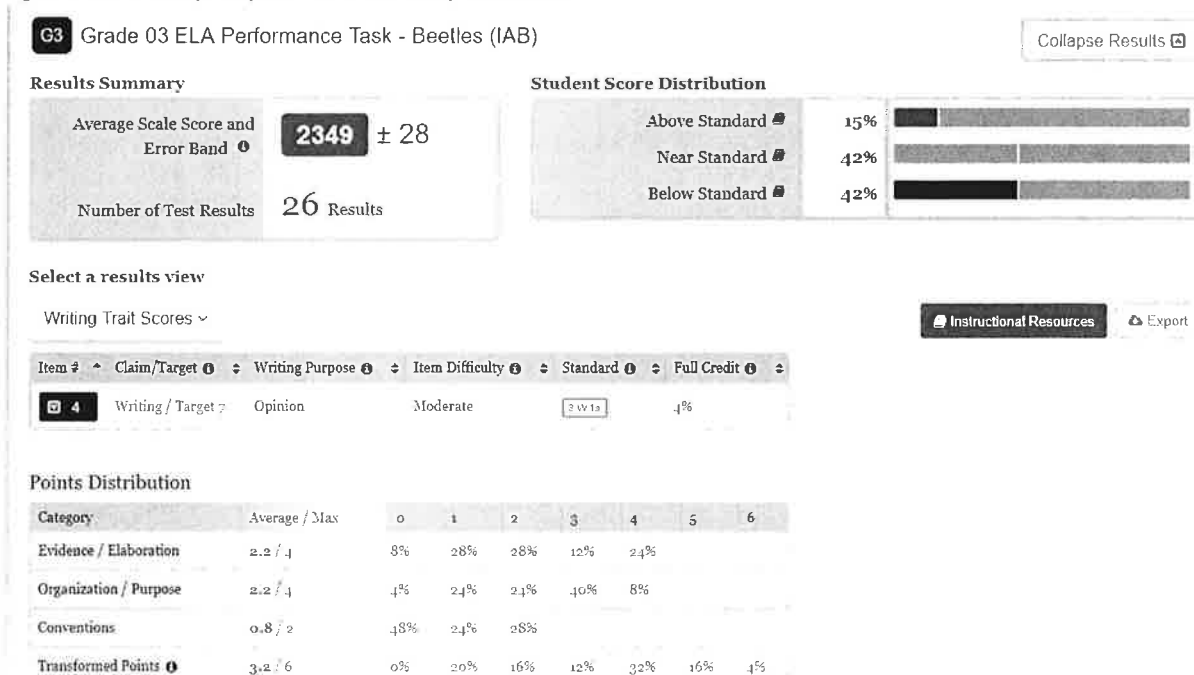 G3 Grade 03 ELA Performance Task - Beetles (IAB)
Collapse Results
Results Summary
Student Score Distribution
Average Scale Score and Error Band 2349 ± 28
Number of Test Results 26 Results
Above Standard 15%
Near Standard 42%
Below Standard 42%
Select a results view
Writing Trait Scores
Instructional Resources Export
Item # Claim/Target Writing Purpose Item Difficulty Standard Full Credit
4 Writing / Target 7 Opinion Moderate 4%
Points Distribution
Category Average / Max 0 1 2 3 4 5 6
Evidence / Elaboration 2.2 / 4 8% 28% 28% 12% 24%
Organization / Purpose 2.2 / 4 4% 24% 24% 40% 8%
Conventions 0.8 / 2 48% 24% 28%
Transformed Points 3.2 / 6 0% 20% 16% 12% 32% 16% 4%